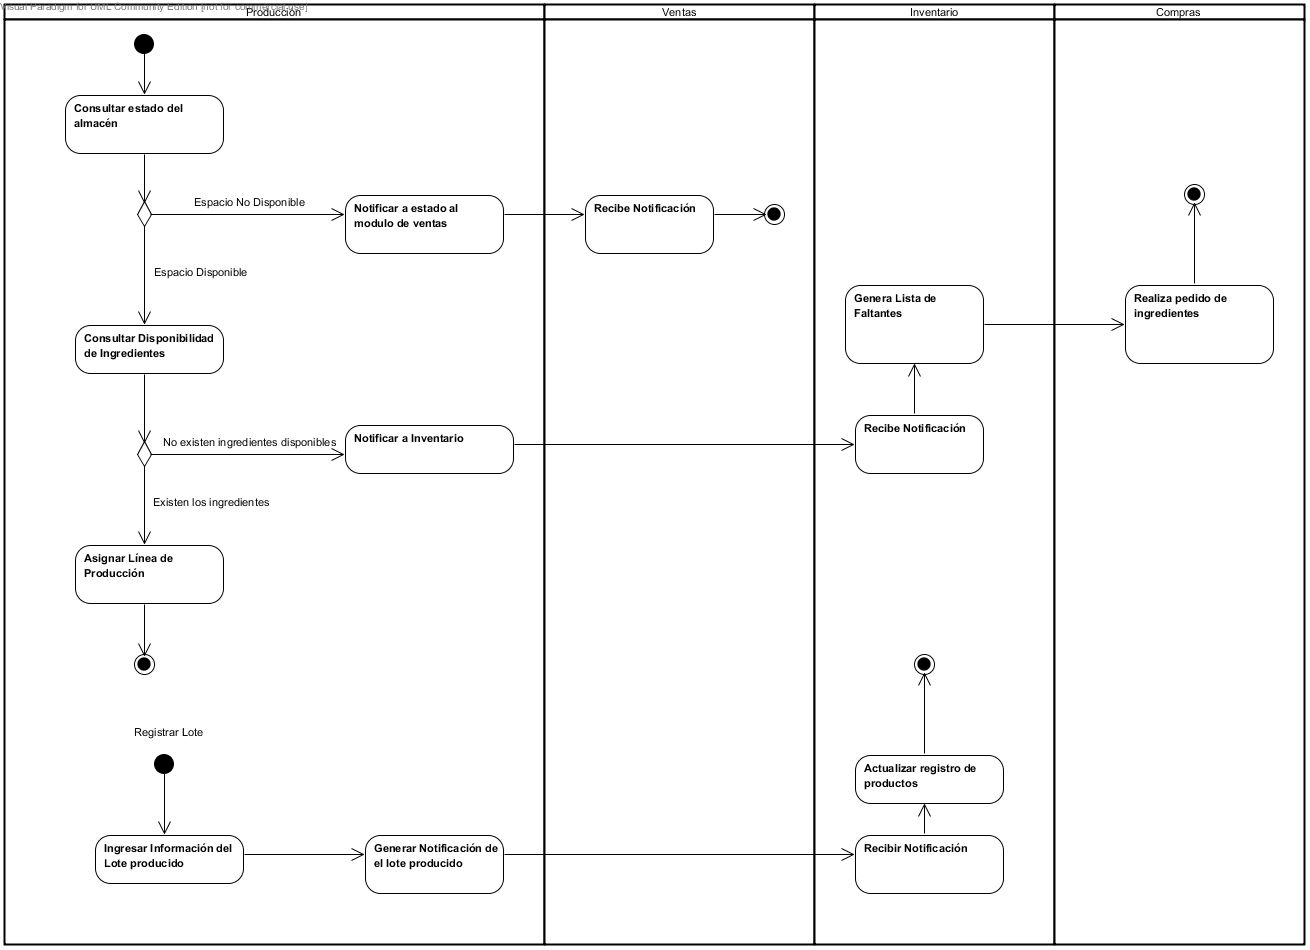 Visual Paradigm for UML Community Edition [not for commercial use]
Producción
Ventas
Inventario
Compras
Consultar estado del
almacén
Espacio No Disponible
Notificar a estado al
modulo de ventas
Recibe Notificación
Espacio Disponible
Genera Lista de
Faltantes
Realiza pedido de
ingredientes
Consultar Disponibilidad
de Ingredientes
No existen ingredientes disponibles
Notificar a Inventario
Recibe Notificación
Existen los ingredientes
Asignar Línea de
Producción
Registrar Lote
Actualizar registro de
productos
Ingresar Información del
Lote producido
Generar Notificación de
el lote producido
Recibir Notificación